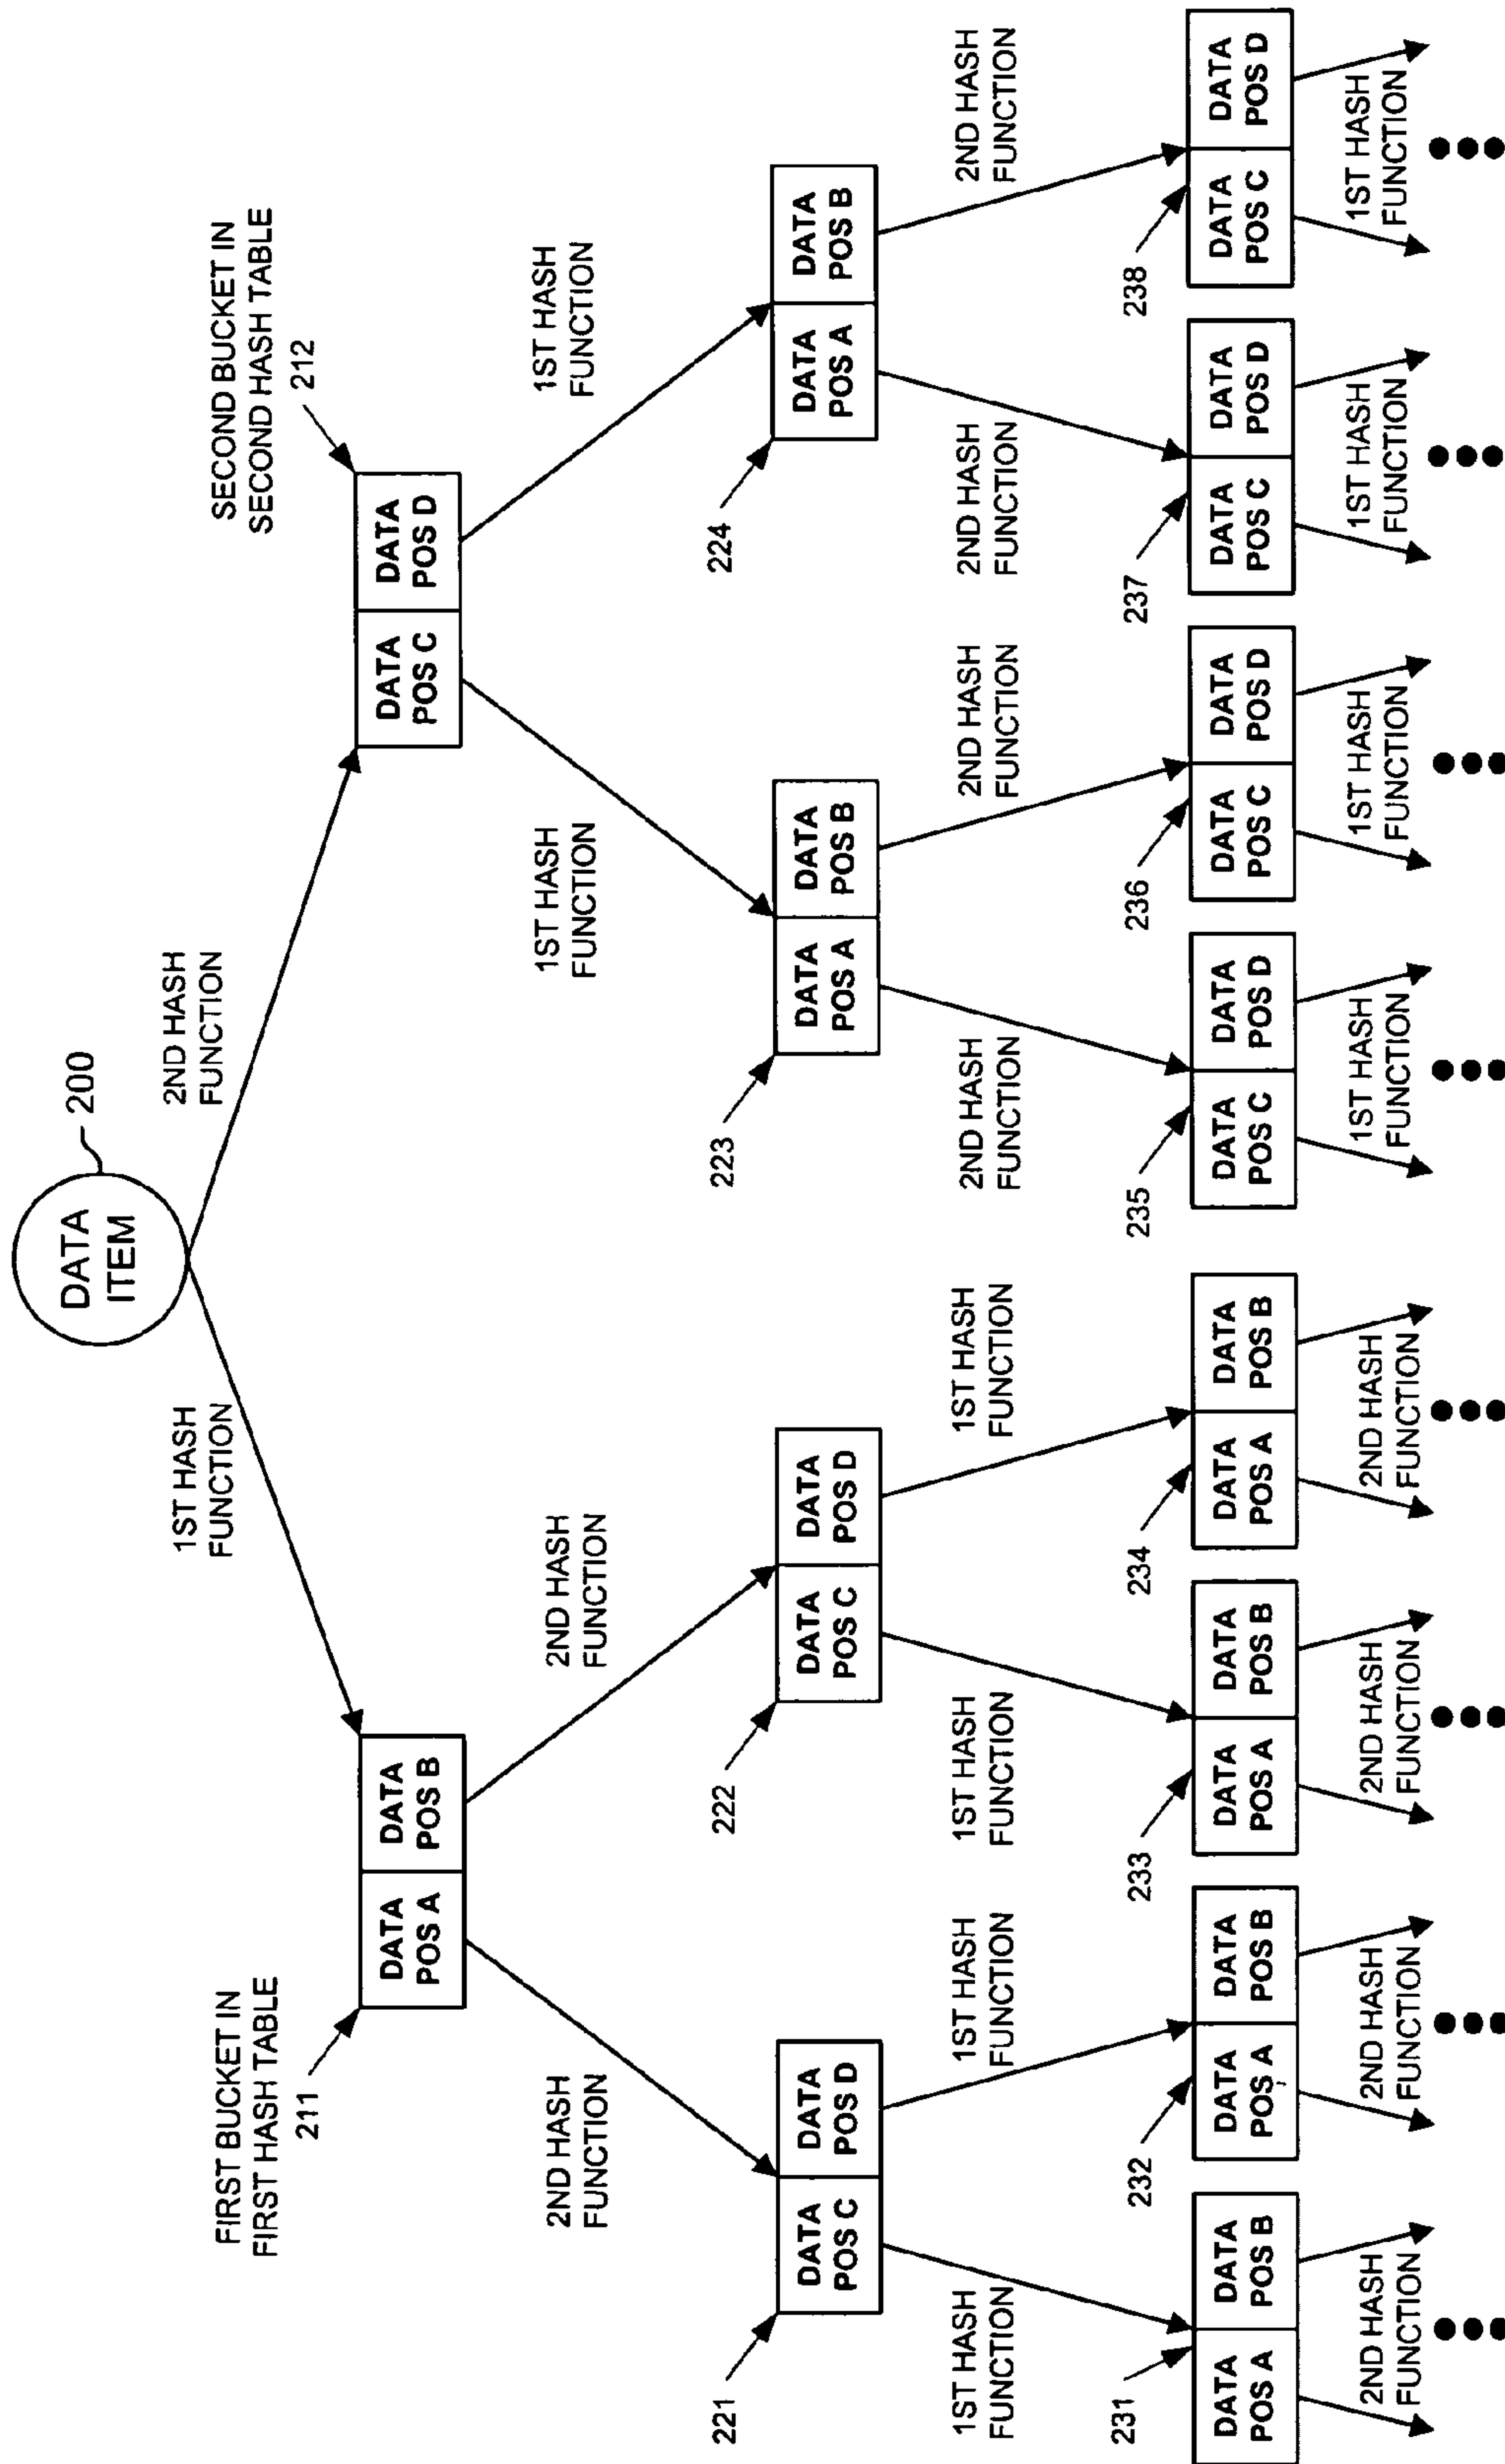 DATA
ITEM
200
1ST HASH
FUNCTION
2ND HASH
FUNCTION
FIRST BUCKET IN
FIRST HASH TABLE
211
DATA
POS A
DATA
POS B
SECOND BUCKET IN
SECOND HASH TABLE
212
DATA
POS C
DATA
POS D
2ND HASH
FUNCTION
2ND HASH
FUNCTION
1ST HASH
FUNCTION
1ST HASH
FUNCTION
221
DATA
POS C
DATA
POS D
222
DATA
POS C
DATA
POS D
223
DATA
POS A
DATA
POS B
224
DATA
POS A
DATA
POS B
1ST HASH
FUNCTION
1ST HASH
FUNCTION
1ST HASH
FUNCTION
1ST HASH
FUNCTION
2ND HASH
FUNCTION
2ND HASH
FUNCTION
2ND HASH
FUNCTION
2ND HASH
FUNCTION
231
DATA
POS A
DATA
POS B
232
DATA
POS A
DATA
POS B
233
DATA
POS A
DATA
POS B
234
DATA
POS A
DATA
POS B
235
DATA
POS C
DATA
POS D
236
DATA
POS C
DATA
POS D
237
DATA
POS C
DATA
POS D
238
DATA
POS C
DATA
POS D
2ND HASH
FUNCTION
2ND HASH
FUNCTION
2ND HASH
FUNCTION
2ND HASH
FUNCTION
1ST HASH
FUNCTION
1ST HASH
FUNCTION
1ST HASH
FUNCTION
1ST HASH
FUNCTION